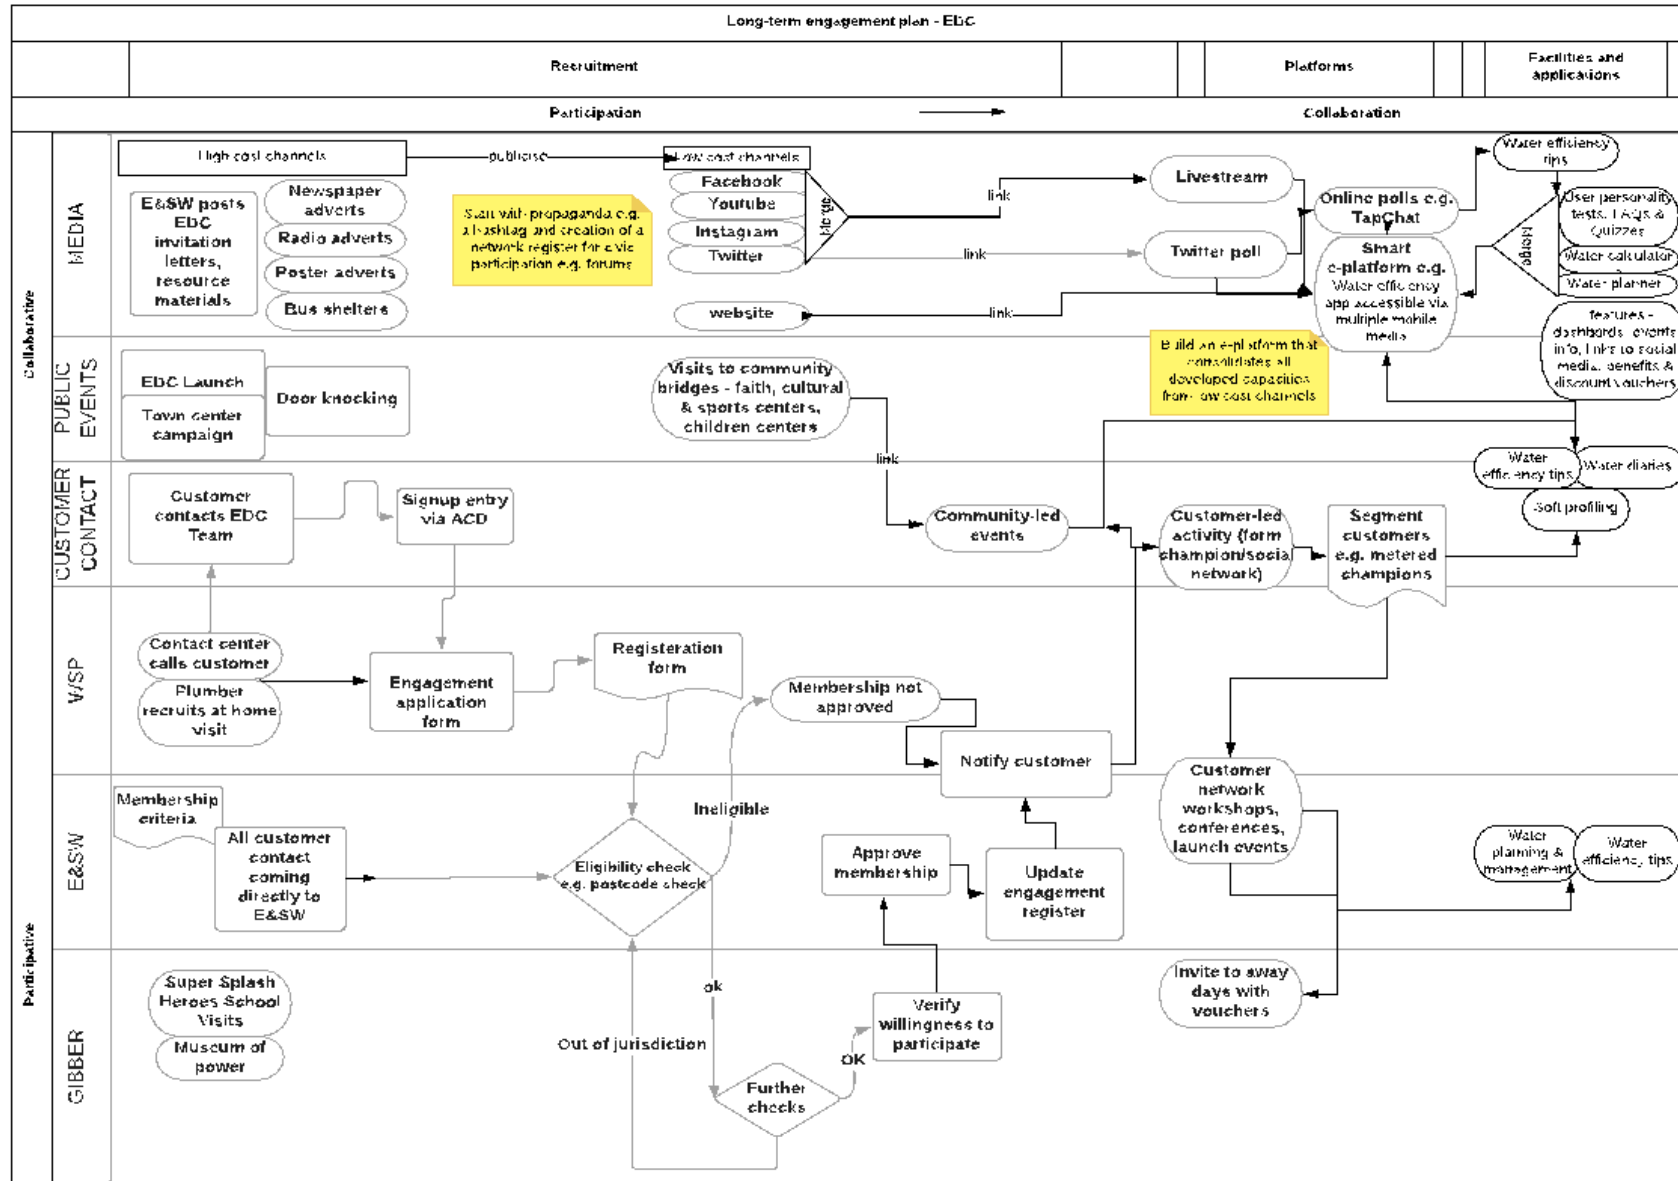 Long-term engagement plan - EDC
Recruitment
Platforms
Facilities and
applications
Participation
Collaboration
Collaborative
Participative
MEDIA
High cost channels
publicise
Low cost channels
E&SW posts
EDC
invitation
letters,
resource
materials
Newspaper
adverts
Radio adverts
Poster adverts
Bus shelters
Start with propaganda e.g.
a hashtag and creation of a
network register for civic
participation e.g. forums
Facebook
Youtube
Instagram
Twitter
Merge
website
link
link
link
Livestream
Twitter poll
Online polls e.g.
TapChat
Smart
e-platform e.g.
Water efficiency
app accessible via
multiple mobile
media
Water efficiency
tips
Merge
User personality
tests, FAQs &
Quizzes
Water calculator
Water planner
features -
dashbords, events
info, links to social
media, benefits &
discount vouchers
Build an e-platform that
consolidates all
developed capacities
from low cost channels
PUBLIC
EVENTS
EDC Launch
Town center
campaign
Door knocking
Visits to community
bridges - faith, cultural
& sports centers,
children centers
link
CUSTOMER
CONTACT
Customer
contacts EDC
Team
Signup entry
via ACD
Community-led
events
Customer-led
activity (form
champion/social
network)
Segment
customers
e.g. metered
champions
Water
efficiency tips
Water diaries
Soft profiling
WSP
Contact center
calls customer
Plumber
recruits at home
visit
Engagement
application
form
Registeration
form
Membership not
approved
Notify customer
Customer
network
workshops,
conferences,
launch events
E&SW
Membership
criteria
All customer
contact
coming
directly to
E&SW
Eligibility check
e.g. postcode check
Ineligible
Approve
membership
Update
engagement
register
Water
planning &
management
Water
efficiency tips
GIBBER
Super Splash
Heroes School
Visits
Museum of
power
Out of jurisdiction
ok
Further
checks
OK
Verify
willingness to
participate
Invite to away
days with
vouchers